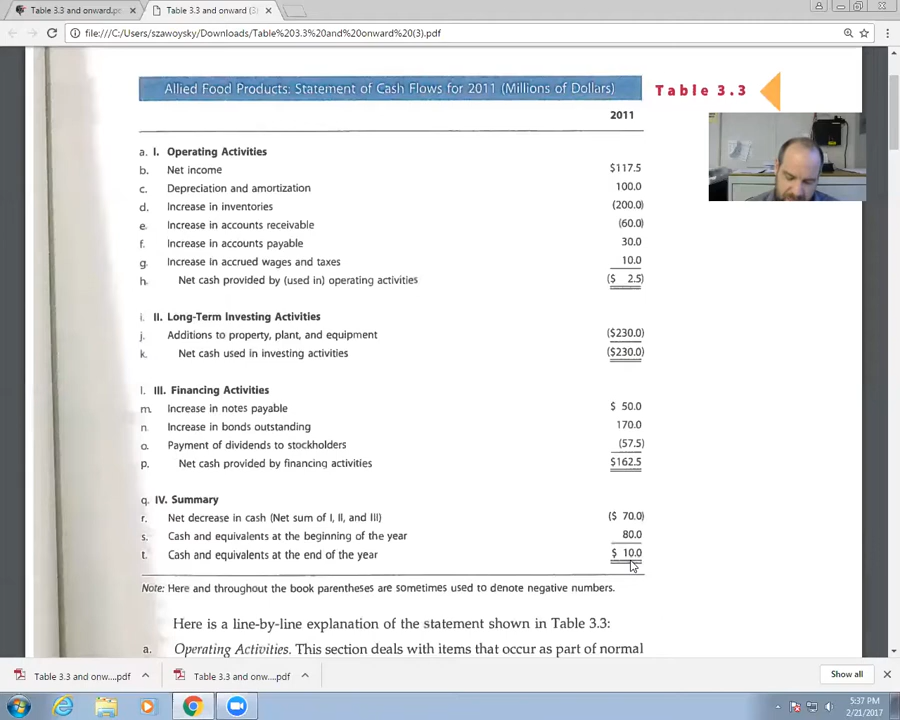 Table 3.3 and onward.pd
Table 3.3 and onward (3).p
file:///C:/Users/szawoysky/Downloads/Table%203.3%20and%20onward%20(3).pdf
Allied Food Products: Statement of Cash Flows for 2011 (Millions of Dollars)
Table 3.3
2011
a. I. Operating Activities
b. Net income $117.5
c. Depreciation and amortization 100.0
d. Increase in inventories (200.0)
e. Increase in accounts receivable (60.0)
f. Increase in accounts payable 30.0
g. Increase in accrued wages and taxes 10.0
h. Net cash provided by (used in) operating activities ($ 2.5)
i. II. Long-Term Investing Activities
j. Additions to property, plant, and equipment ($230.0)
k. Net cash used in investing activities ($230.0)
l. III. Financing Activities
m. Increase in notes payable $ 50.0
n. Increase in bonds outstanding 170.0
o. Payment of dividends to stockholders (57.5)
p. Net cash provided by financing activities $162.5
q. IV. Summary
r. Net decrease in cash (Net sum of I, II, and III) ($ 70.0)
s. Cash and equivalents at the beginning of the year 80.0
t. Cash and equivalents at the end of the year $ 10.0
Note: Here and throughout the book parentheses are sometimes used to denote negative numbers.
Here is a line-by-line explanation of the statement shown in Table 3.3:
a. Operating Activities. This section deals with items that occur as part of normal
Table 3.3 and onw....pdf
Table 3.3 and onw....pdf
Show all
5:37 PM
2/21/2017